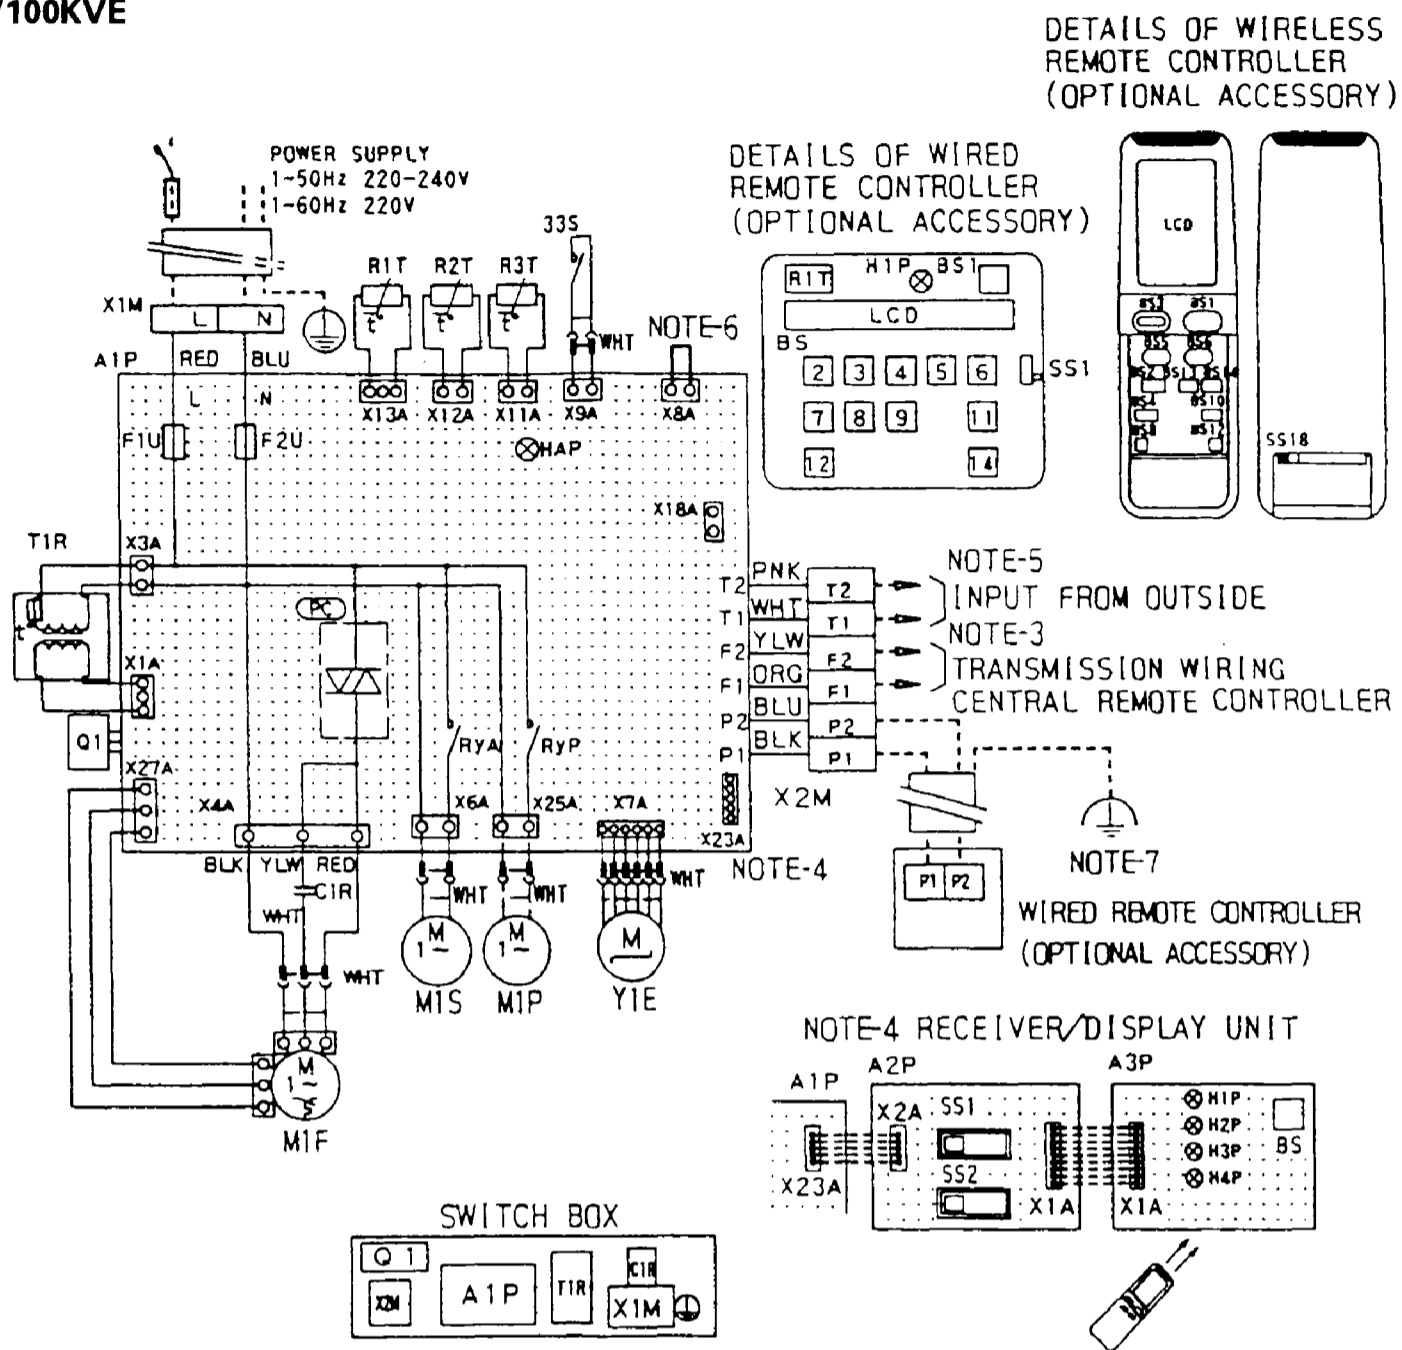 /100KVE
DETAILS OF WIRELESS
REMOTE CONTROLLER
(OPTIONAL ACCESSORY)
POWER SUPPLY
1~50Hz 220-240V
1~60Hz 220V
DETAILS OF WIRED
REMOTE CONTROLLER
(OPTIONAL ACCESSORY)
LCD
BS3 BS1
BS5 BS6
BS10
SS18
R1T H1P BS1
LCD
BS
2 3 4 5 6
SS1
7 8 9 11
12 14
33S
R1T R2T R3T
t° t° t°
X1M L N
WHT
NOTE-6
A1P RED BLU
L N
X13A X12A X11A X9A X8A
F1U F2U
HAP
X18A
T1R X3A
t°
PC
X1A
Q1
X27A
X4A
RyA RyP
X6A X25A X7A
X23A
T2 PNK T2
T1 WHT T1
F2 YLW F2
F1 ORG F1
P2 BLU P2
P1 BLK P1
X2M
NOTE-5
INPUT FROM OUTSIDE
NOTE-3
TRANSMISSION WIRING
CENTRAL REMOTE CONTROLLER
NOTE-4
NOTE-7
P1 P2
WIRED REMOTE CONTROLLER
(OPTIONAL ACCESSORY)
BLK YLW RED
C1R
WHT
WHT
WHT WHT WHT
M 1~ M 1~ M
M1S M1P Y1E
M
1~
M1F
NOTE-4 RECEIVER/DISPLAY UNIT
A1P A2P A3P
X2A SS1
SS2
X23A X1A X1A
H1P
H2P
H3P
H4P
BS
SWITCH BOX
Q1
X2M A1P T1R C1R
X1M